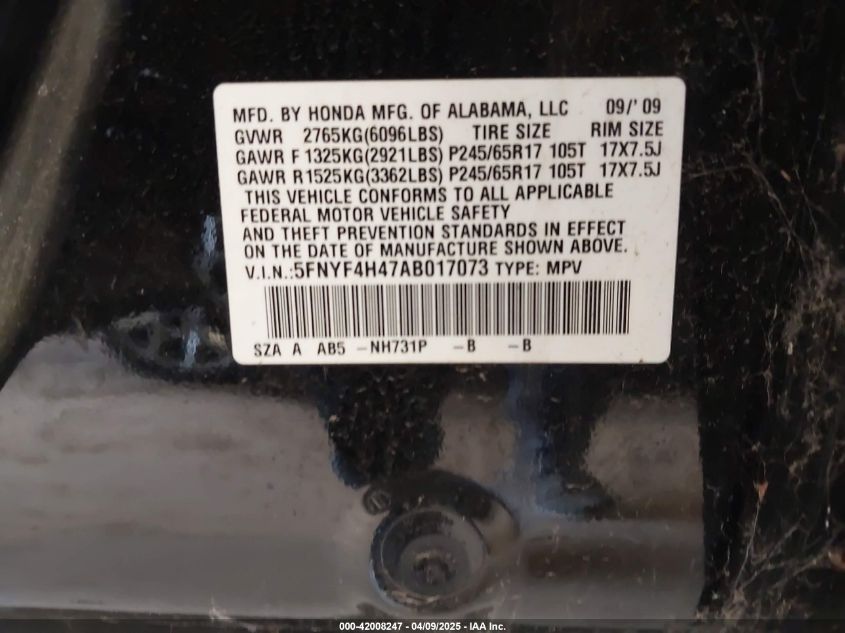 MFD. BY HONDA MFG. OF ALABAMA, LLC 09/'09
GVWR 2765KG(6096LBS) TIRE SIZE RIM SIZE
GAWR F 1325KG(2921LBS) P245/65R17 105T 17X7.5J
GAWR R 1525KG(3362LBS) P245/65R17 105T 17X7.5J
THIS VEHICLE CONFORMS TO ALL APPLICABLE
FEDERAL MOTOR VEHICLE SAFETY
AND THEFT PREVENTION STANDARDS IN EFFECT
ON THE DATE OF MANUFACTURE SHOWN ABOVE.
V.I.N.:5FNYF4H47AB017073 TYPE: MPV
SZA A AB5 -NH731P -B -B
000-42008247 - 04/09/2025 - IAA Inc.